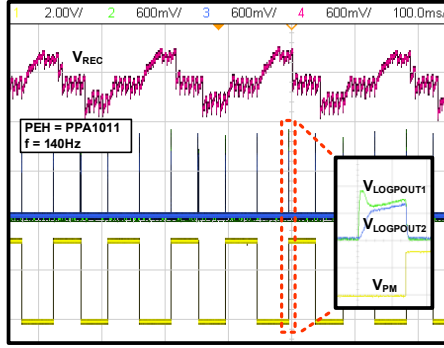 1 2.00V/ 2 600mV/ 3 600mV/ 4 600mV/ 100.0ms/
VREC
PEH = PPA1011
f = 140Hz
VLOGPOUT1
VLOGPOUT2
VPM